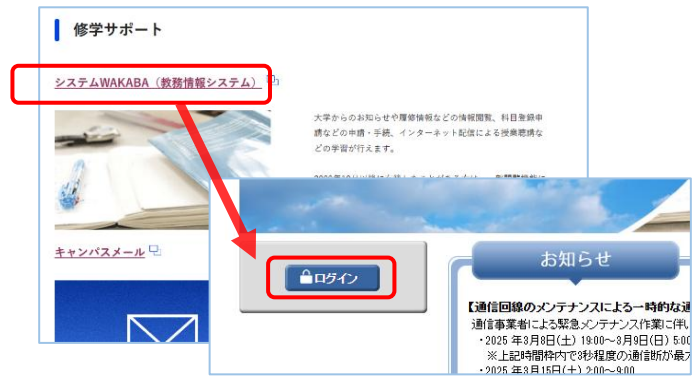 修学サポート
システムWAKABA（教務情報システム）
大学からのお知らせや履修情報などの情報閲覧、科目登録申
請などの申請・手続、インターネット配信による授業聴講な
どの学習が行えます。
キャンパスメール
ログイン
お知らせ
【通信回線のメンテナンスによる一時的な通
通信事業者による緊急メンテナンス作業に伴い
・2025 年3月8日(土) 19:00～3月9日(日) 5:00
※上記時間枠内で3秒程度の通信断が最大
・2025 年3月15日(土) 2:00～9:00